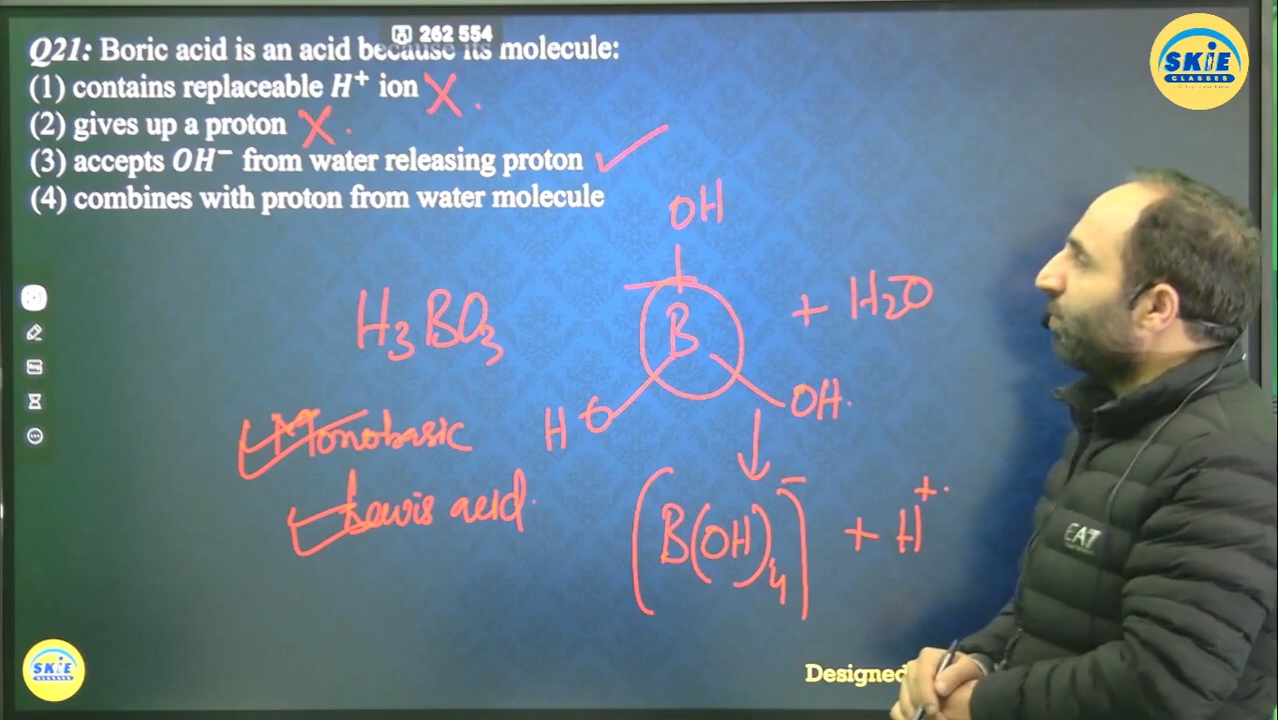 262 554
Q21: Boric acid is an acid because its molecule:
(1) contains replaceable H⁺ ion X.
(2) gives up a proton X.
(3) accepts OH⁻ from water releasing proton ✓
(4) combines with proton from water molecule
OH
H₃BO₃
B
+ H₂O
HO
OH.
Monobasic
Lewis acid.
[B(OH)₄]⁻ + H⁺.
SKiE
CLASSES
EA7
SKiE
CLASSES
Designed